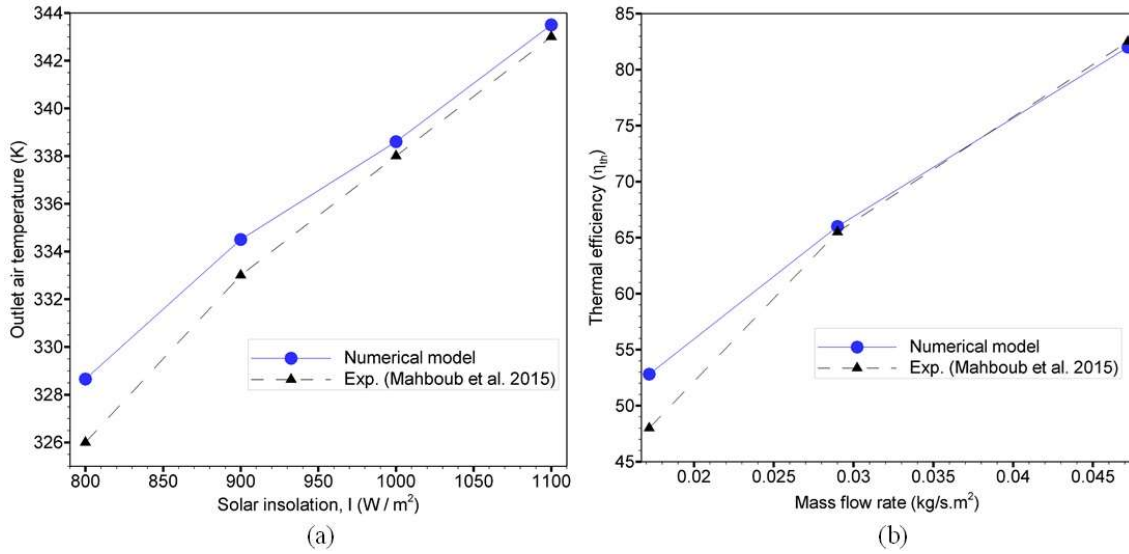 344
342
340
338
336
334
332
330
328
326
Outlet air temperature (K)
800 850 900 950 1000 1050 1100
Solar insolation, I (W / m²)
Numerical model
Exp. (Mahboub et al. 2015)
(a)
85
80
75
70
65
60
55
50
45
Thermal efficiency (ηth)
0.02 0.025 0.03 0.035 0.04 0.045
Mass flow rate (kg/s.m²)
Numerical model
Exp. (Mahboub et al. 2015)
(b)